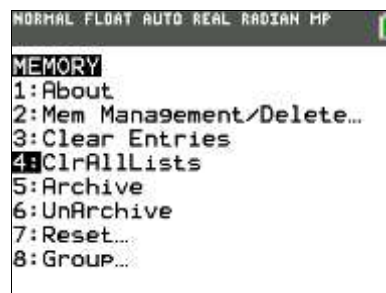 NORMAL FLOAT AUTO REAL RADIAN MP
MEMORY
1:About
2:Mem Management/Delete…
3:Clear Entries
4:ClrAllLists
5:Archive
6:UnArchive
7:Reset…
8:Group…